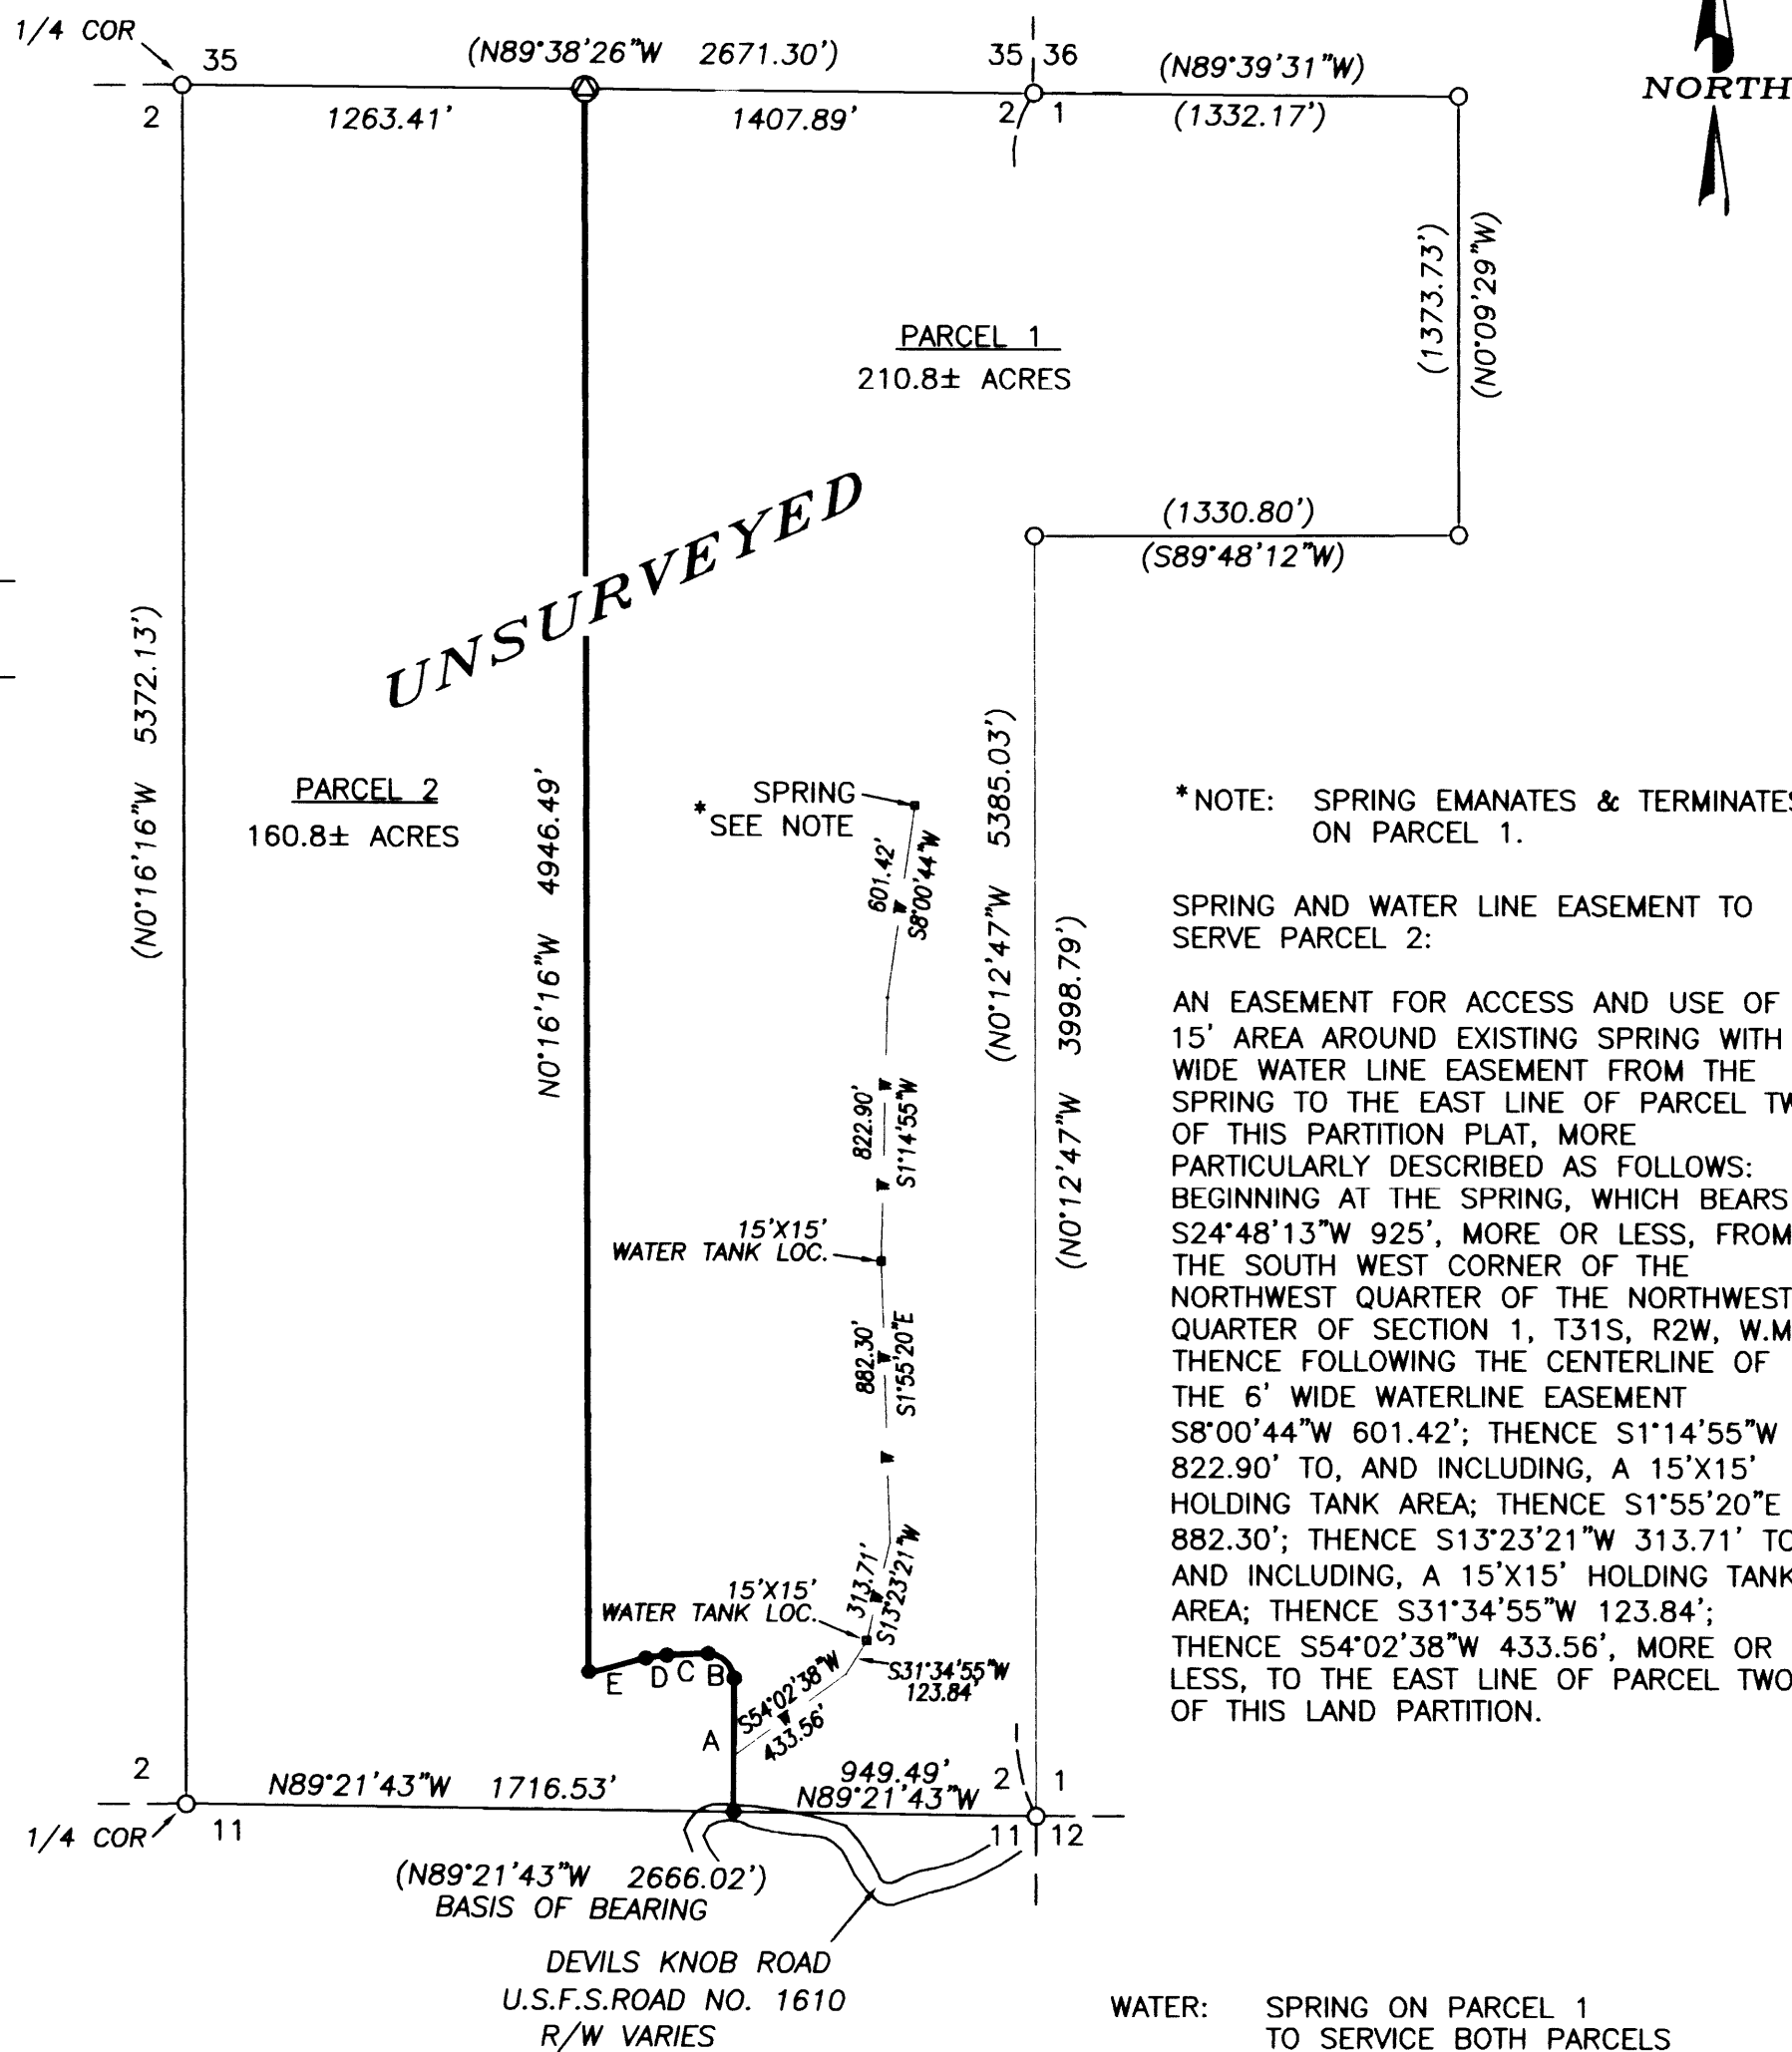 1/4 COR
35
(N89°38'26"W 2671.30')
35 36
(N89°39'31"W)
NORTH
2
1263.41'
1407.89'
2 1
(1332.17')
(1373.73')
(N0°09'29"W)
PARCEL 1
210.8± ACRES
UNSURVEYED
(1330.80')
(S89°48'12"W)
(N0°16'16"W 5372.13')
PARCEL 2
160.8± ACRES
N0°16'16"W 4946.49'
SPRING
* SEE NOTE
601.42'
S8°00'44"W
W
(N0°12'47"W 5385.03')
(N0°12'47"W 3998.79')
W
822.90'
S1°14'55"W
W
15'X15'
WATER TANK LOC.
882.30'
S1°55'20"E
W
W
313.71'
S13°23'21"W
W
15'X15'
WATER TANK LOC.
S31°34'55"W
123.84'
S54°02'38"W
W
433.56'
E D C B
A
*NOTE: SPRING EMANATES & TERMINATES
ON PARCEL 1.
SPRING AND WATER LINE EASEMENT TO
SERVE PARCEL 2:
AN EASEMENT FOR ACCESS AND USE OF
15' AREA AROUND EXISTING SPRING WITH
WIDE WATER LINE EASEMENT FROM THE
SPRING TO THE EAST LINE OF PARCEL TW
OF THIS PARTITION PLAT, MORE
PARTICULARLY DESCRIBED AS FOLLOWS:
BEGINNING AT THE SPRING, WHICH BEARS
S24°48'13"W 925', MORE OR LESS, FROM
THE SOUTH WEST CORNER OF THE
NORTHWEST QUARTER OF THE NORTHWEST
QUARTER OF SECTION 1, T31S, R2W, W.M
THENCE FOLLOWING THE CENTERLINE OF
THE 6' WIDE WATERLINE EASEMENT
S8°00'44"W 601.42'; THENCE S1°14'55"W
822.90' TO, AND INCLUDING, A 15'X15'
HOLDING TANK AREA; THENCE S1°55'20"E
882.30'; THENCE S13°23'21"W 313.71' TO
AND INCLUDING, A 15'X15' HOLDING TANK
AREA; THENCE S31°34'55"W 123.84';
THENCE S54°02'38"W 433.56', MORE OR
LESS, TO THE EAST LINE OF PARCEL TWO
OF THIS LAND PARTITION.
2
N89°21'43"W 1716.53'
949.49'
N89°21'43"W
2 1
1/4 COR
11
11 12
(N89°21'43"W 2666.02')
BASIS OF BEARING
DEVILS KNOB ROAD
U.S.F.S.ROAD NO. 1610
R/W VARIES
WATER: SPRING ON PARCEL 1
TO SERVICE BOTH PARCELS